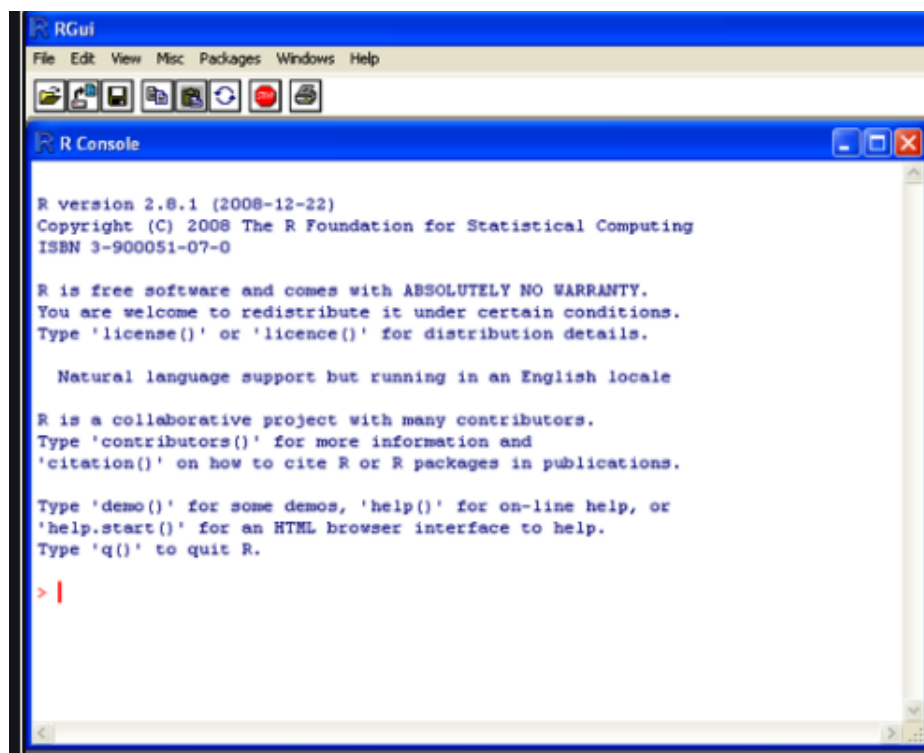 RGui
File Edit View Misc Packages Windows Help
STOP
R Console
R version 2.8.1 (2008-12-22)
Copyright (C) 2008 The R Foundation for Statistical Computing
ISBN 3-900051-07-0
R is free software and comes with ABSOLUTELY NO WARRANTY.
You are welcome to redistribute it under certain conditions.
Type 'license()' or 'licence()' for distribution details.
Natural language support but running in an English locale
R is a collaborative project with many contributors.
Type 'contributors()' for more information and
'citation()' on how to cite R or R packages in publications.
Type 'demo()' for some demos, 'help()' for on-line help, or
'help.start()' for an HTML browser interface to help.
Type 'q()' to quit R.
>